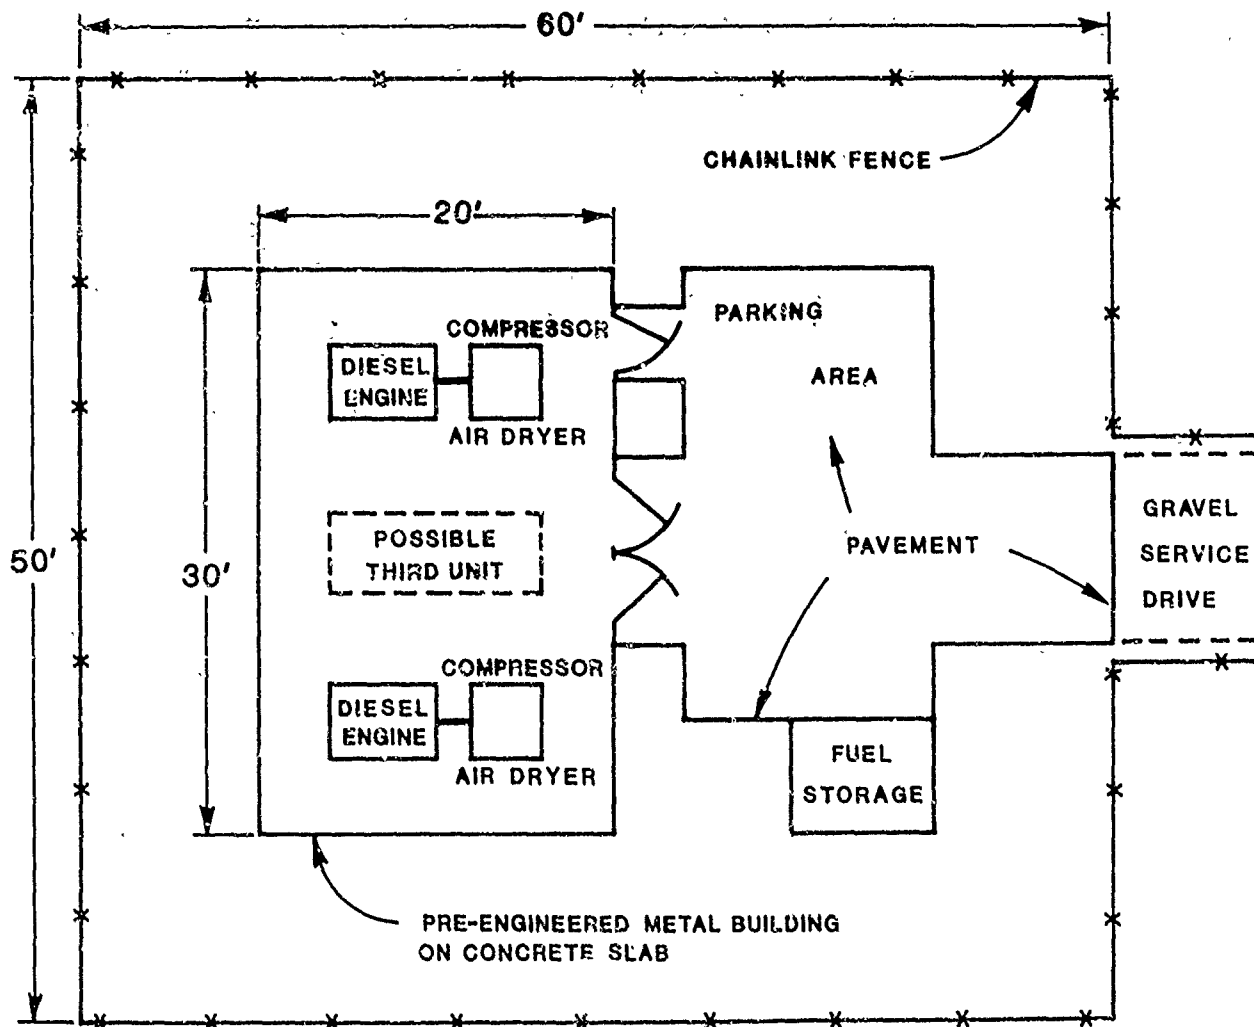 60'
CHAINLINK FENCE
20'
PARKING
COMPRESSOR
DIESEL
ENGINE
AREA
AIR DRYER
GRAVEL
SERVICE
DRIVE
POSSIBLE
THIRD UNIT
PAVEMENT
50'
30'
COMPRESSOR
DIESEL
ENGINE
AIR DRYER
FUEL
STORAGE
PRE-ENGINEERED METAL BUILDING
ON CONCRETE SLAB